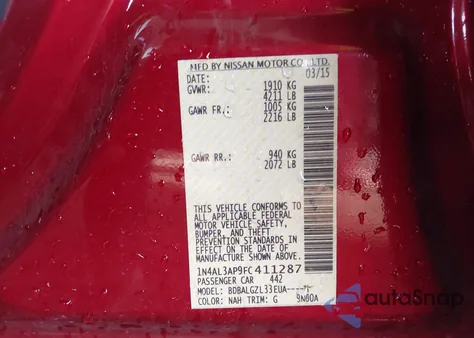 MFD BY NISSAN MOTOR CO., LTD.
DATE: 03/15
GVWR: 1910 KG
4211 LB
GAWR FR.: 1005 KG
2216 LB
GAWR RR.: 940 KG
2072 LB
THIS VEHICLE CONFORMS TO
ALL APPLICABLE FEDERAL
MOTOR VEHICLE SAFETY,
BUMPER, AND THEFT
PREVENTION STANDARDS IN
EFFECT ON THE DATE OF
MANUFACTURE SHOWN ABOVE.
1N4AL3AP9FC411287
PASSENGER CAR 442
MODEL: BDBALGZL33EUA----
COLOR: NAH TRIM: G
autoSnap